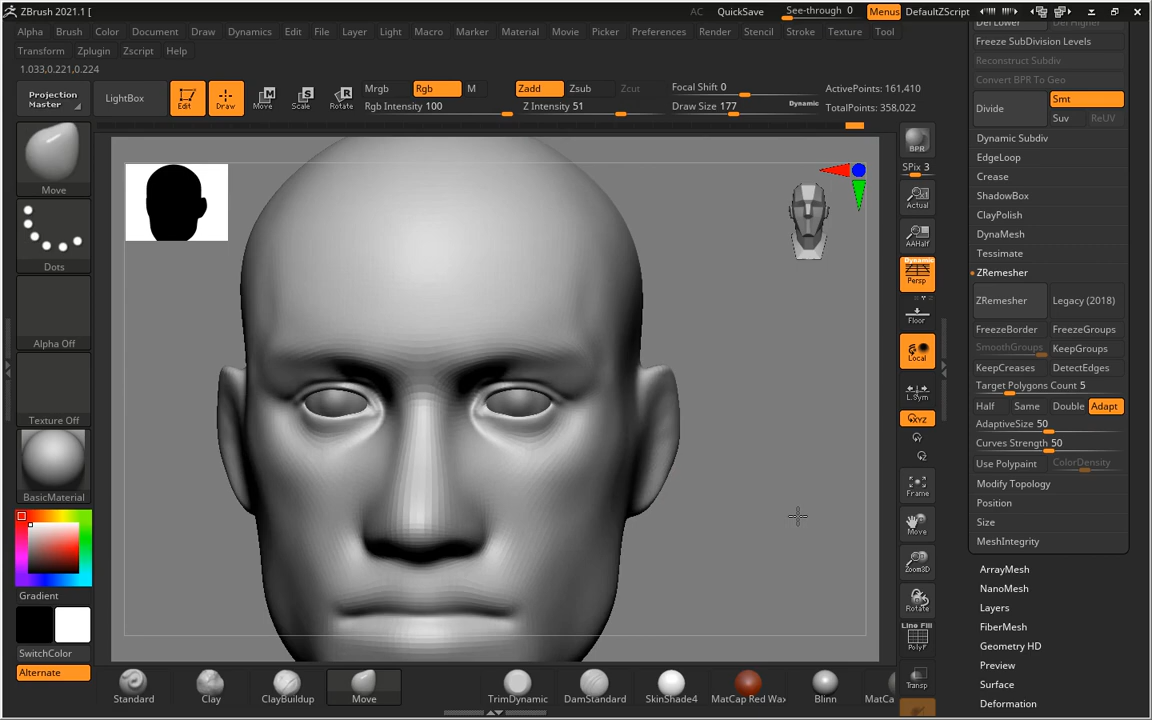 ZBrush 2021.1 [
AC QuickSave See-through 0 Menus DefaultZScript
Alpha Brush Color Document Draw Dynamics Edit File Layer Light Macro Marker Material Movie Picker Preferences Render Stencil Stroke Texture Tool
Transform Zplugin Zscript Help
1.033,0.221,0.224
Projection Master
LightBox
Edit
Draw
Move
Scale
Rotate
Mrgb Rgb M
Rgb Intensity 100
Zadd Zsub Zcut
Z Intensity 51
Focal Shift 0
Draw Size 177 Dynamic
ActivePoints: 161,410
TotalPoints: 358,022
Move
Dots
Alpha Off
Texture Off
BasicMaterial
Gradient
SwitchColor
Alternate
BPR
SPix 3
Actual
AAHalf
Dynamic
Persp
Floor
Local
L.Sym
XYZ
Frame
Move
Zoom3D
Rotate
Line Fill
PolyF
Transp
Del Lower Del Higher
Freeze SubDivision Levels
Reconstruct Subdiv
Convert BPR To Geo
Divide
Smt
Suv ReUV
Dynamic Subdiv
EdgeLoop
Crease
ShadowBox
ClayPolish
DynaMesh
Tessimate
ZRemesher
ZRemesher Legacy (2018)
FreezeBorder FreezeGroups
SmoothGroups KeepGroups
KeepCreases DetectEdges
Target Polygons Count 5
Half Same Double Adapt
AdaptiveSize 50
Curves Strength 50
Use Polypaint ColorDensity
Modify Topology
Position
Size
MeshIntegrity
ArrayMesh
NanoMesh
Layers
FiberMesh
Geometry HD
Preview
Surface
Deformation
Standard Clay ClayBuildup Move TrimDynamic DamStandard SkinShade4 MatCap Red Wax Blinn MatCa